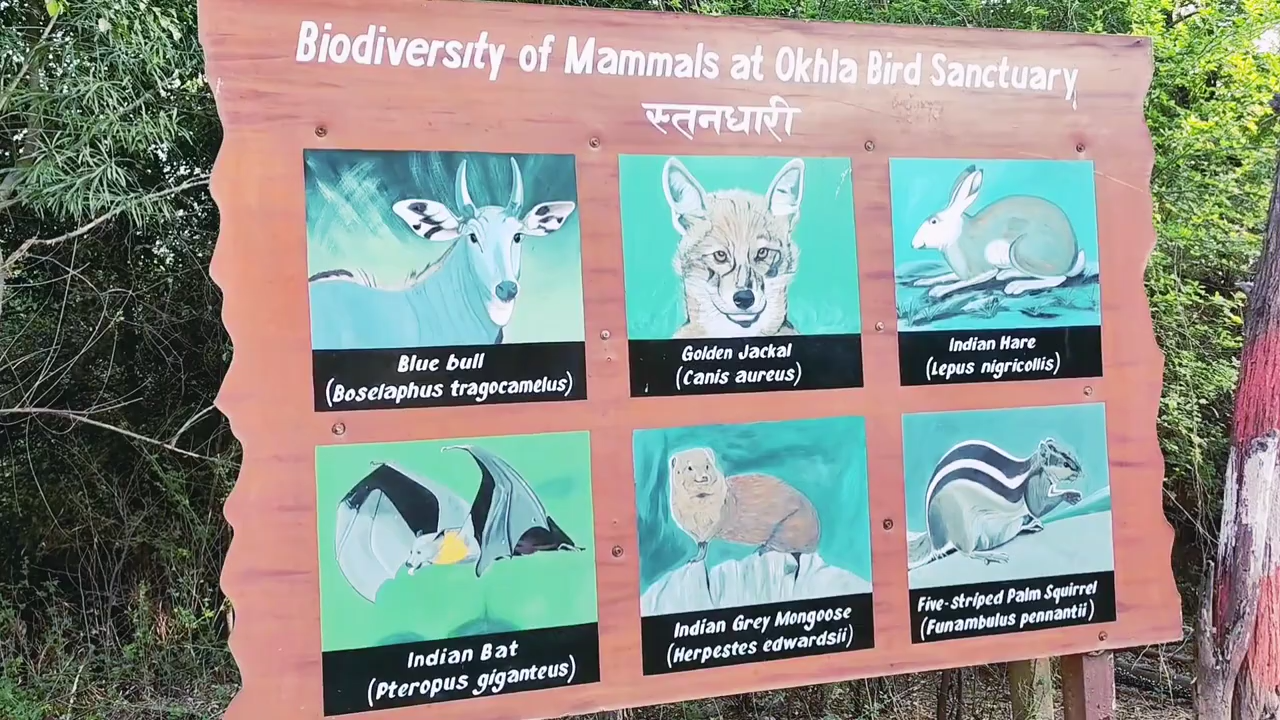 Biodiversity of Mammals at Okhla Bird Sanctuary
स्तनधारी
Blue bull
(Boselaphus tragocamelus)
Golden Jackal
(Canis aureus)
Indian Hare
(Lepus nigricollis)
Indian Bat
(Pteropus giganteus)
Indian Grey Mongoose
(Herpestes edwardsii)
Five-striped Palm Squirrel
(Funambulus pennantii)